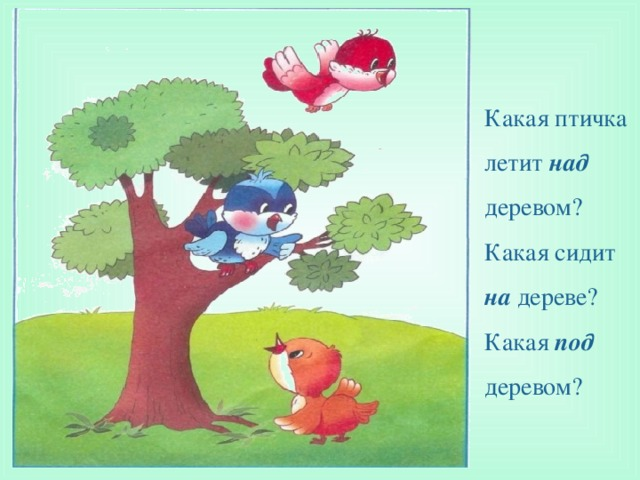 Какая птичка
летит над
деревом?
Какая сидит
на дереве?
Какая под
деревом?